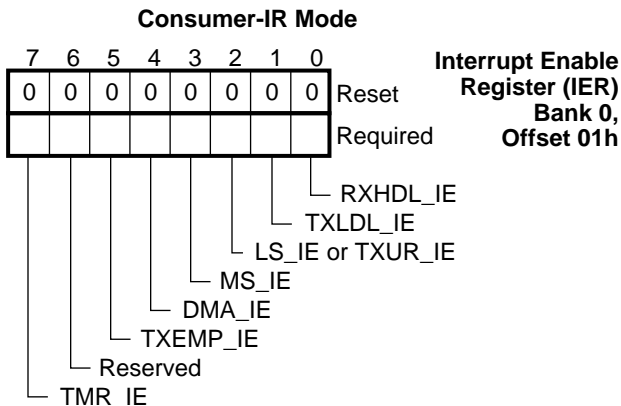 Consumer-IR Mode
7 6 5 4 3 2 1 0
Interrupt Enable
Register (IER)
Bank 0,
Offset 01h
0 0 0 0 0 0 0 0 Reset
Required
RXHDL_IE
TXLDL_IE
LS_IE or TXUR_IE
MS_IE
DMA_IE
TXEMP_IE
Reserved
TMR_IE